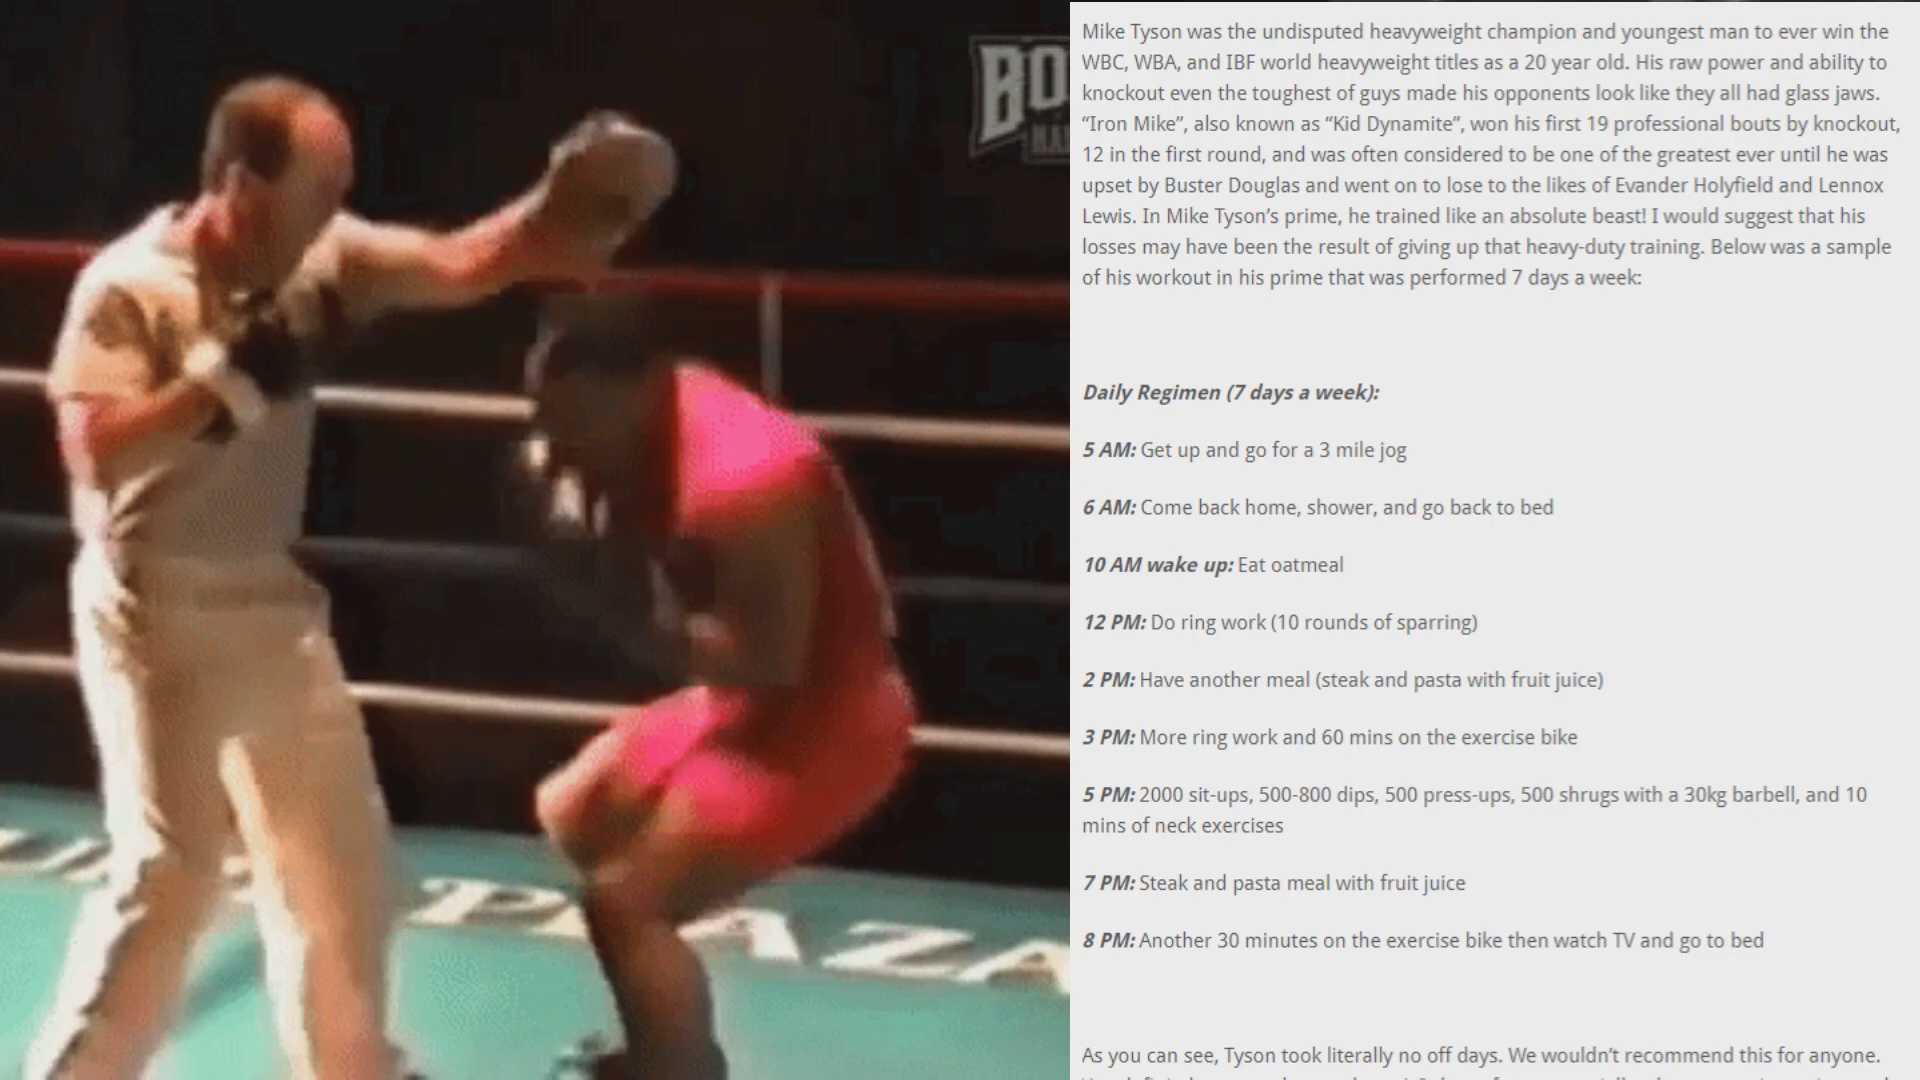 BO
Mike Tyson was the undisputed heavyweight champion and youngest man to ever win the
WBC, WBA, and IBF world heavyweight titles as a 20 year old. His raw power and ability to
knockout even the toughest of guys made his opponents look like they all had glass jaws.
“Iron Mike”, also known as “Kid Dynamite”, won his first 19 professional bouts by knockout,
12 in the first round, and was often considered to be one of the greatest ever until he was
upset by Buster Douglas and went on to lose to the likes of Evander Holyfield and Lennox
Lewis. In Mike Tyson’s prime, he trained like an absolute beast! I would suggest that his
losses may have been the result of giving up that heavy-duty training. Below was a sample
of his workout in his prime that was performed 7 days a week:
Daily Regimen (7 days a week):
5 AM: Get up and go for a 3 mile jog
6 AM: Come back home, shower, and go back to bed
10 AM wake up: Eat oatmeal
12 PM: Do ring work (10 rounds of sparring)
2 PM: Have another meal (steak and pasta with fruit juice)
3 PM: More ring work and 60 mins on the exercise bike
5 PM: 2000 sit-ups, 500-800 dips, 500 press-ups, 500 shrugs with a 30kg barbell, and 10
mins of neck exercises
7 PM: Steak and pasta meal with fruit juice
8 PM: Another 30 minutes on the exercise bike then watch TV and go to bed
As you can see, Tyson took literally no off days. We wouldn’t recommend this for anyone.
PLAZA